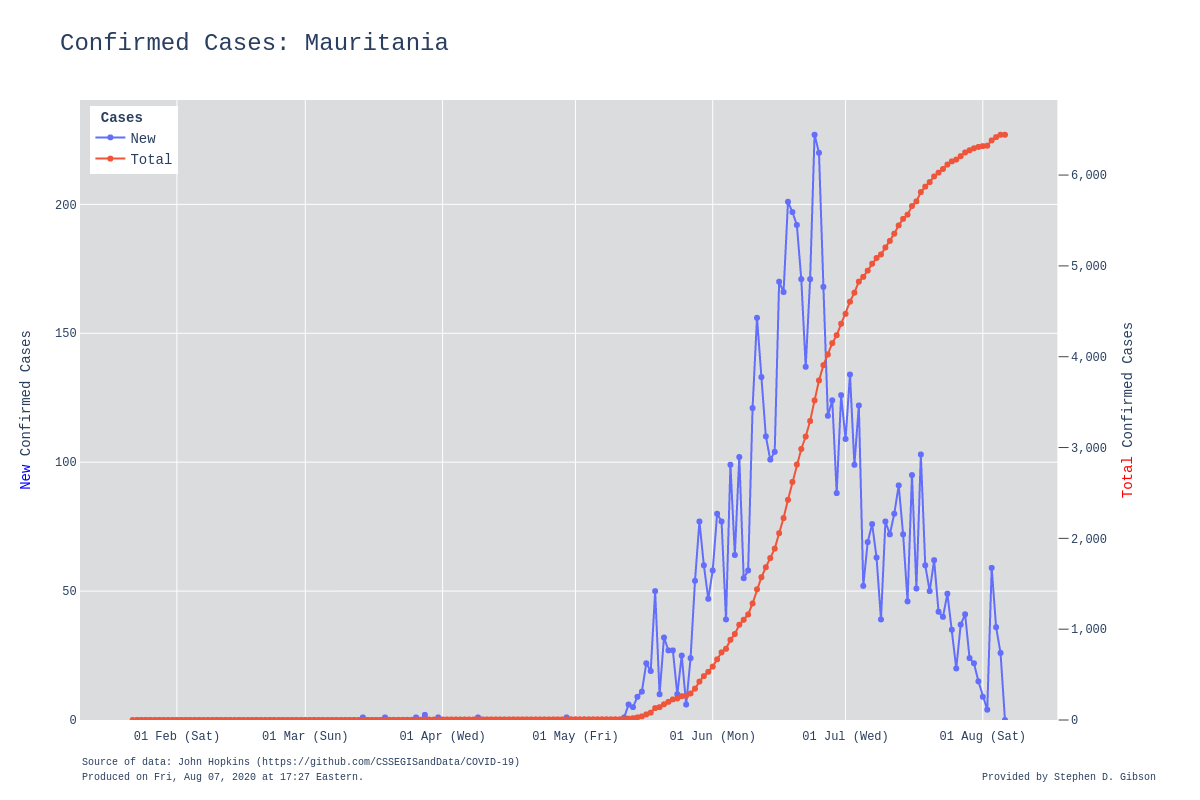 Confirmed Cases: Mauritania
Cases
New
Total
200
150
100
50
0
6,000
5,000
4,000
3,000
2,000
1,000
0
New Confirmed Cases
Total Confirmed Cases
01 Feb (Sat)
01 Mar (Sun)
01 Apr (Wed)
01 May (Fri)
01 Jun (Mon)
01 Jul (Wed)
01 Aug (Sat)
Source of data: John Hopkins (https://github.com/CSSEGISandData/COVID-19)
Produced on Fri, Aug 07, 2020 at 17:27 Eastern.
Provided by Stephen D. Gibson